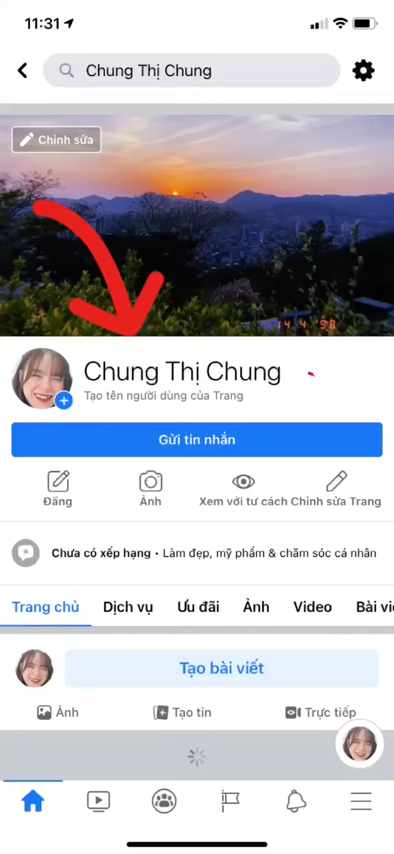 11:31
Chung Thị Chung
Chỉnh sửa
14 4 '98
Chung Thị Chung
Tạo tên người dùng của Trang
Gửi tin nhắn
Đăng
Ảnh
Xem với tư cách
Chỉnh sửa Trang
Chưa có xếp hạng · Làm đẹp, mỹ phẩm & chăm sóc cá nhân
Trang chủ
Dịch vụ
Ưu đãi
Ảnh
Video
Bài vi
Tạo bài viết
Ảnh
Tạo tin
Trực tiếp